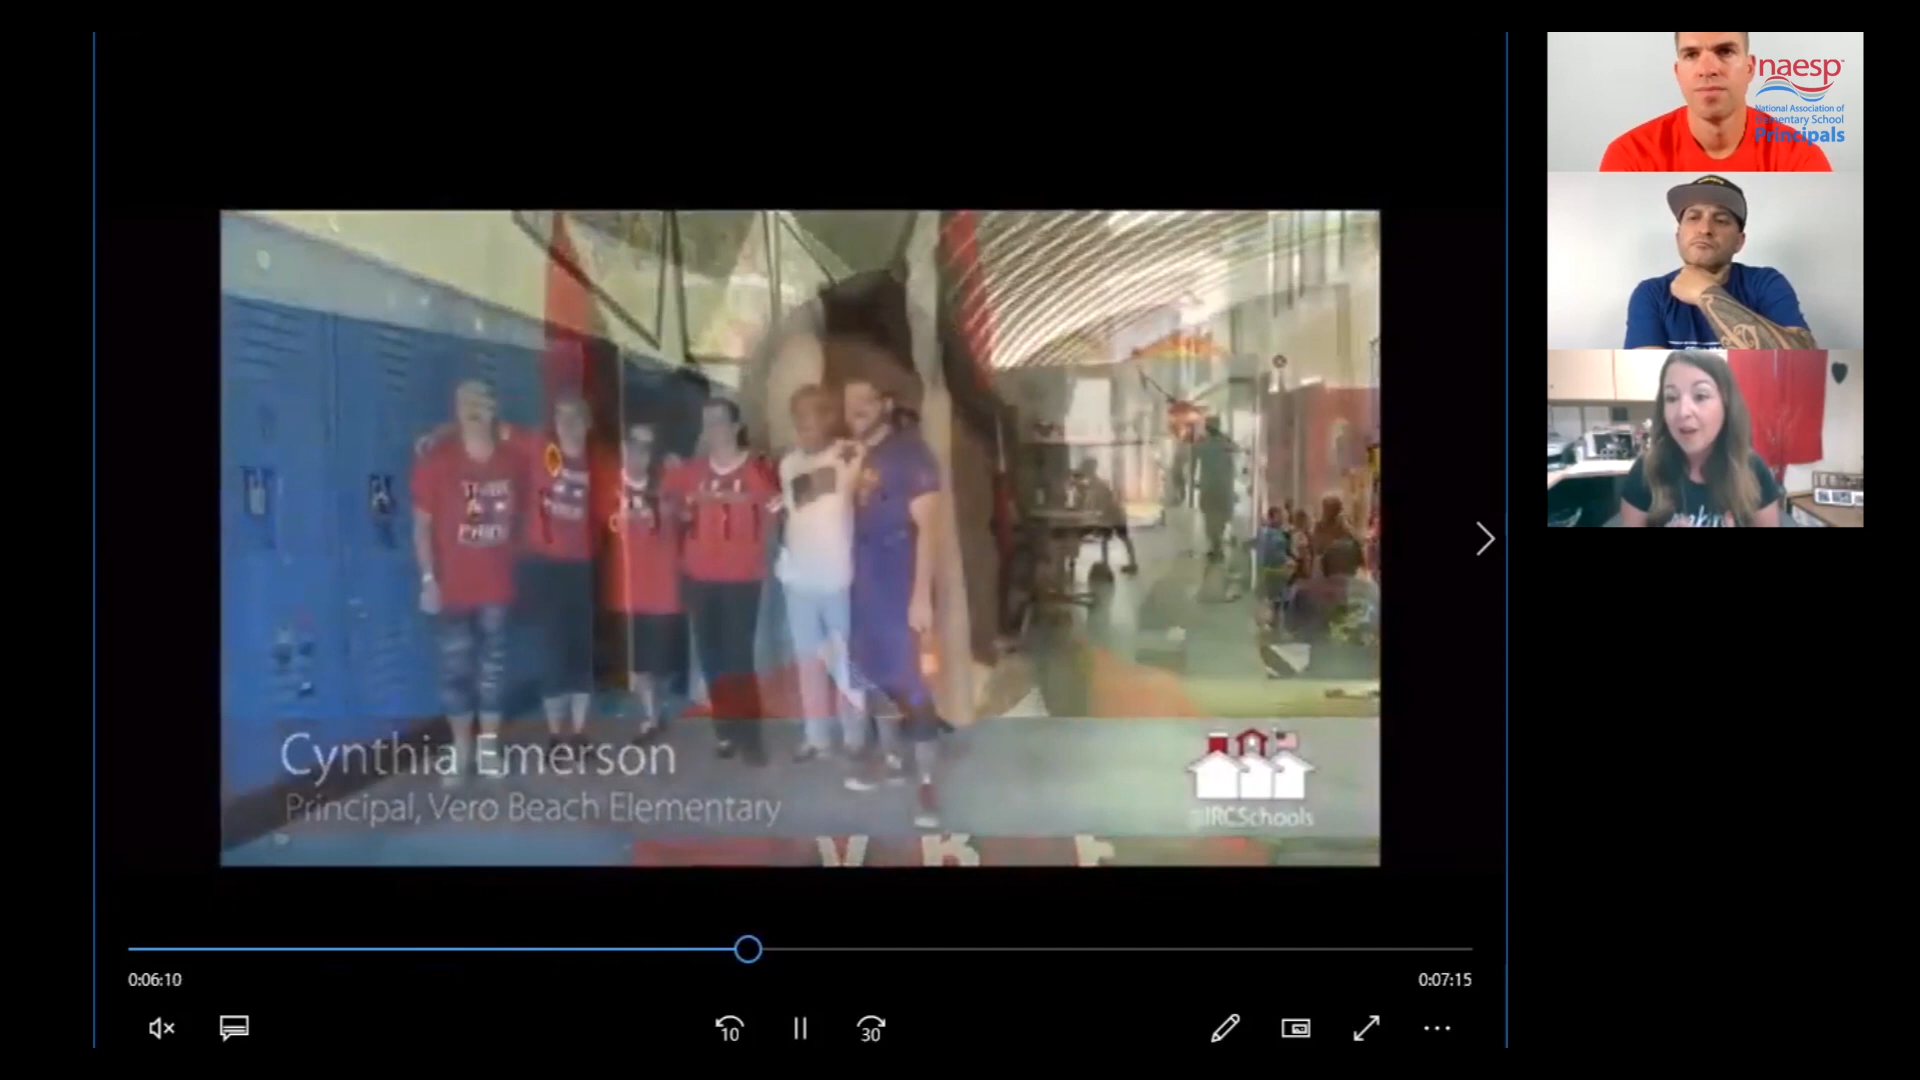 naesp
National Association of
Elementary School
Principals
Cynthia Emerson
Principal, Vero Beach Elementary
IRCSchools
0:06:10
0:07:15
10
30